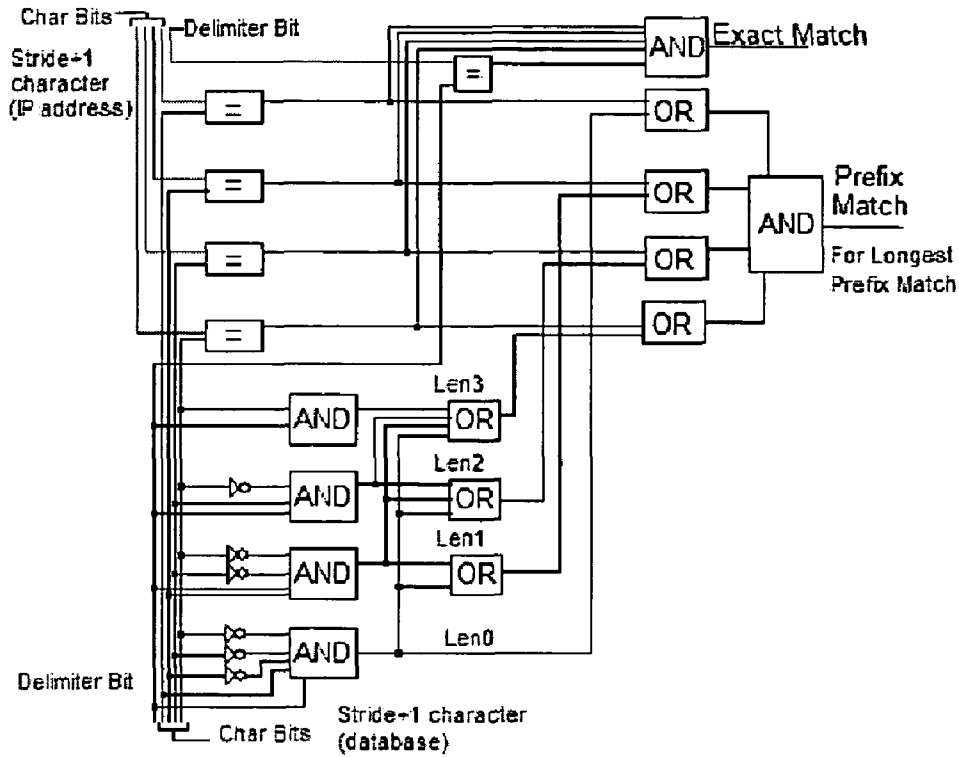 Char Bits
Delimiter Bit
Stride+1
character
(IP address)
AND
Exact Match
=
=
OR
=
OR
Prefix
Match
AND
=
OR
For Longest
Prefix Match
=
OR
Len3
AND
OR
Len2
AND
OR
Len1
AND
OR
AND
Len0
Delimiter Bit
Char Bits
Stride+1 character
(database)